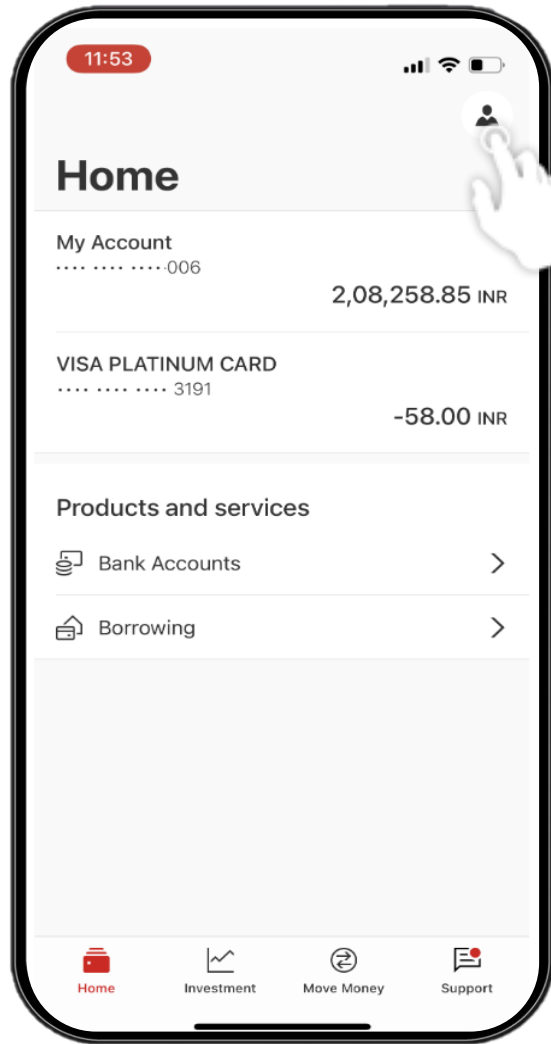 11:53
Home
My Account
···· ···· ····006
2,08,258.85 INR
VISA PLATINUM CARD
···· ···· ···· 3191
-58.00 INR
Products and services
Bank Accounts
Borrowing
Home
Investment
Move Money
Support